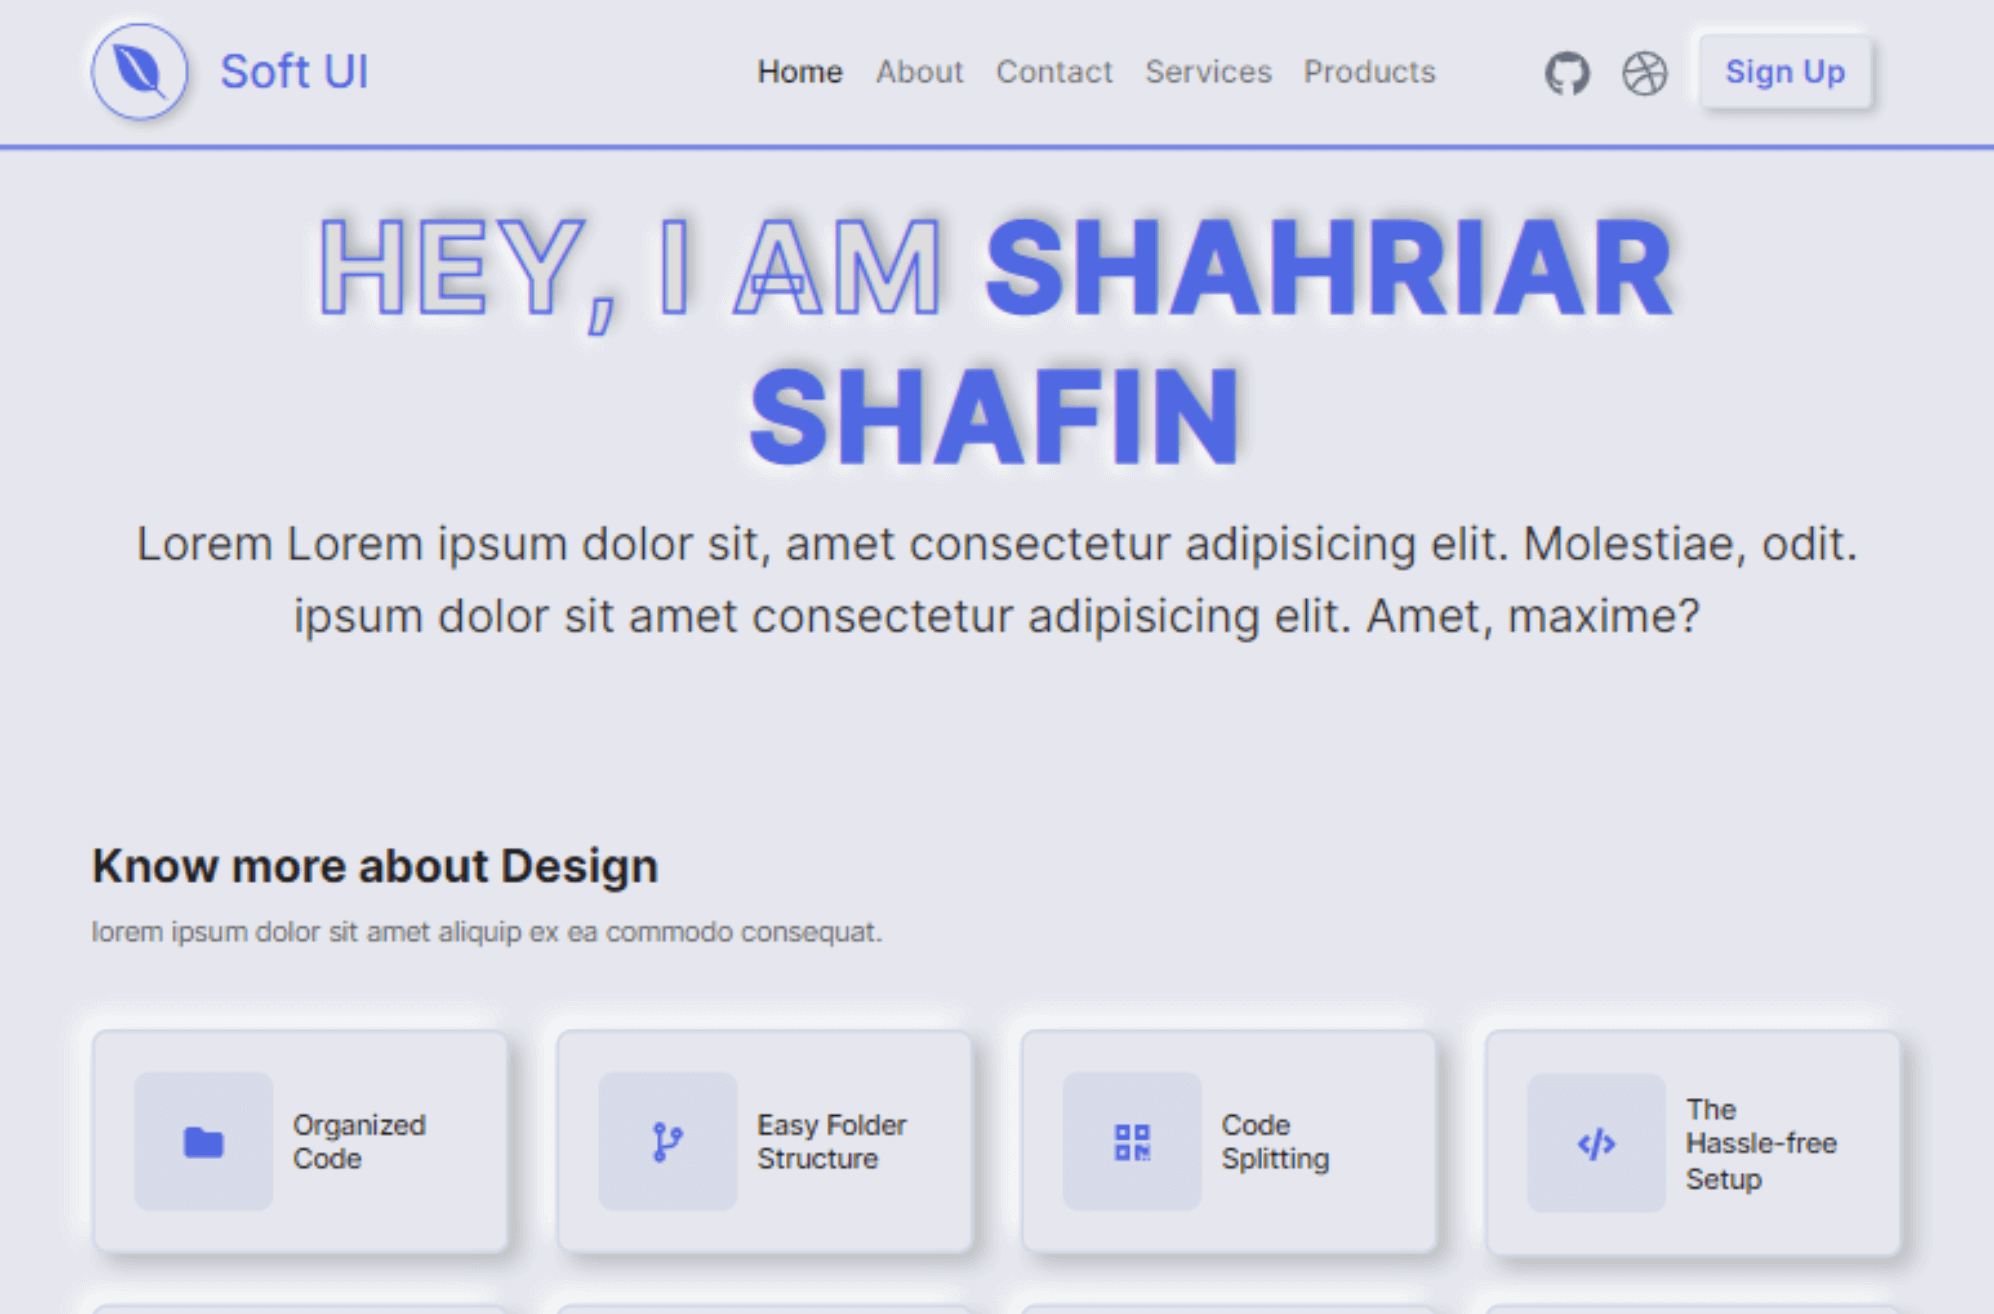 Soft UI
Home About Contact Services Products
Sign Up
HEY, I AM SHAHRIAR
SHAFIN
Lorem Lorem ipsum dolor sit, amet consectetur adipisicing elit. Molestiae, odit.
ipsum dolor sit amet consectetur adipisicing elit. Amet, maxime?
Know more about Design
lorem ipsum dolor sit amet aliquip ex ea commodo consequat.
Organized
Code
Easy Folder
Structure
Code
Splitting
The
Hassle-free
Setup